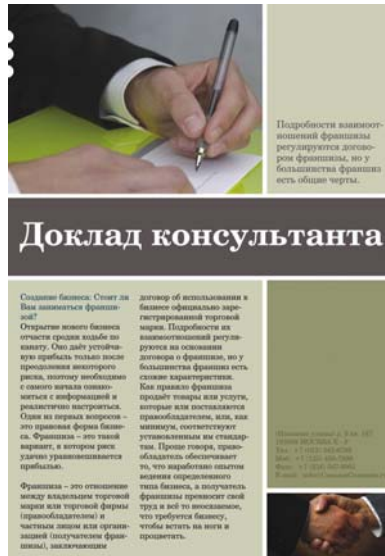 Подробности взаимоот-
ношений франшизы
регулируются догово-
ром франшизы, но у
большинства франшиз
есть общие черты.
Доклад консультанта
Создание бизнеса: Стоит ли
Вам заниматься франши-
зой?
Открытие нового бизнеса
отчасти сродни ходьбе по
канату. Оно даёт устойчи-
вую прибыль только после
преодоления некоторого
риска, поэтому необходимо
с самого начала ознако-
миться с информацией и
реалистично настроиться.
Один из первых вопросов –
это правовая форма бизне-
са. Франшиза – это такой
вариант, в котором риск
удачно уравновешивается
прибылью.
Франшиза – это отношение
между владельцем торговой
марки или торговой фирмы
(правообладателем) и
частным лицом или органи-
зацией (получателем фран-
шизы), заключающим
договор об использовании в
бизнесе официально заре-
гистрированной торговой
марки. Подробности их
взаимоотношений регули-
руются на основании
договора о франшизе, но у
большинства франшиз есть
схожие характеристики.
Как правило франшиза
продаёт товары или услуги,
которые или поставляются
правообладателем, или, как
минимум, соответствуют
установленным им стандар-
там. Проще говоря, право-
обладатель обеспечивает
то, что наработано опытом
ведения определенного
типа бизнеса, а получатель
франшизы превносит свой
труд и всё то неосязаемое,
что требуется бизнесу,
чтобы встать на ноги и
процветать.